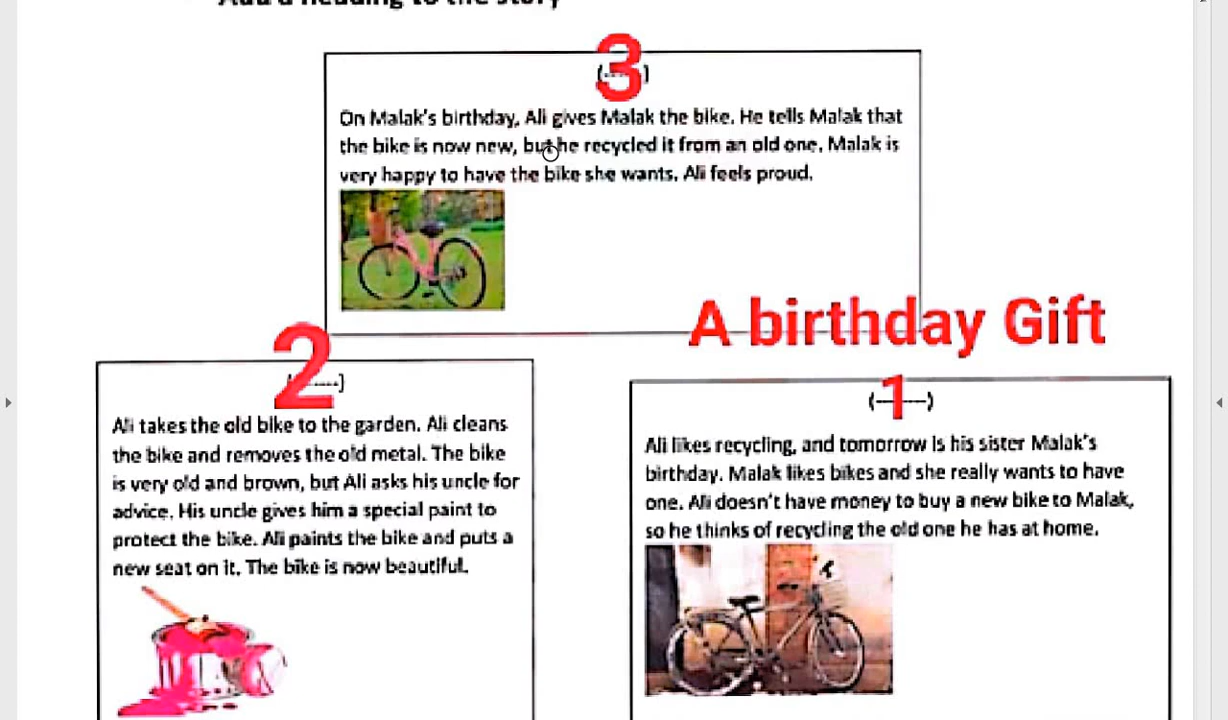 Add a heading to the story
3
(-----)
On Malak's birthday, Ali gives Malak the bike. He tells Malak that
the bike is now new, but he recycled it from an old one. Malak is
very happy to have the bike she wants. Ali feels proud.
A birthday Gift
2
(------)
Ali takes the old bike to the garden. Ali cleans
the bike and removes the old metal. The bike
is very old and brown, but Ali asks his uncle for
advice. His uncle gives him a special paint to
protect the bike. Ali paints the bike and puts a
new seat on it. The bike is now beautiful.
1
(------)
Ali likes recycling, and tomorrow is his sister Malak's
birthday. Malak likes bikes and she really wants to have
one. Ali doesn't have money to buy a new bike to Malak,
so he thinks of recycling the old one he has at home.